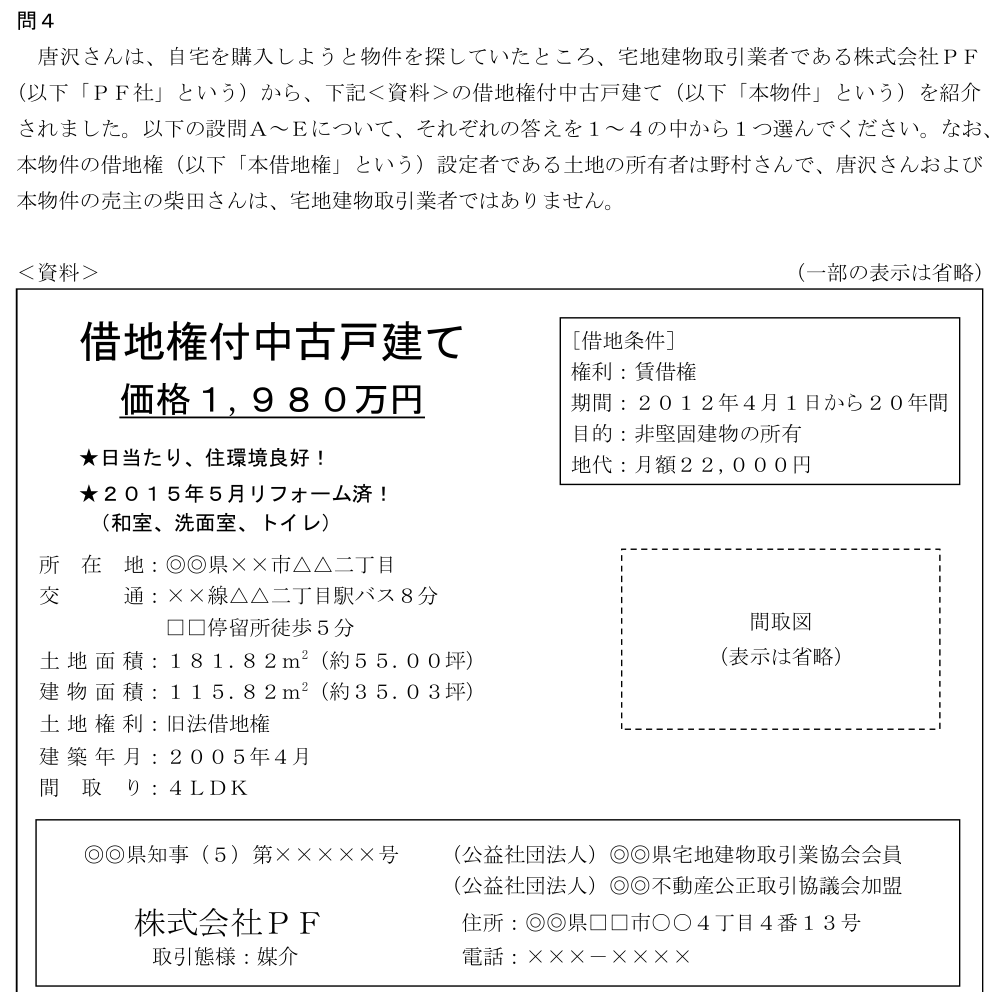 問４
唐沢さんは、自宅を購入しようと物件を探していたところ、宅地建物取引業者である株式会社ＰＦ
（以下「ＰＦ社」という）から、下記＜資料＞の借地権付中古戸建て（以下「本物件」という）を紹介
されました。以下の設問Ａ～Ｅについて、それぞれの答えを１～４の中から１つ選んでください。なお、
本物件の借地権（以下「本借地権」という）設定者である土地の所有者は野村さんで、唐沢さんおよび
本物件の売主の柴田さんは、宅地建物取引業者ではありません。
＜資料＞ （一部の表示は省略）
借地権付中古戸建て
価格１,９８０万円
★日当たり、住環境良好！
★２０１５年５月リフォーム済！
（和室、洗面室、トイレ）
［借地条件］
権利：賃借権
期間：２０１２年４月１日から２０年間
目的：非堅固建物の所有
地代：月額２２,０００円
所在地：◎◎県××市△△二丁目
交通：××線△△二丁目駅バス８分
□□停留所徒歩５分
土地面積：１８１.８２㎡（約５５.００坪）
建物面積：１１５.８２㎡（約３５.０３坪）
土地権利：旧法借地権
建築年月：２００５年４月
間取り：４ＬＤＫ
間取図
（表示は省略）
◎◎県知事（５）第×××××号
株式会社ＰＦ
取引態様：媒介
（公益社団法人）◎◎県宅地建物取引業協会会員
（公益社団法人）◎◎不動産公正取引協議会加盟
住所：◎◎県□□市○○４丁目４番１３号
電話：×××－××××